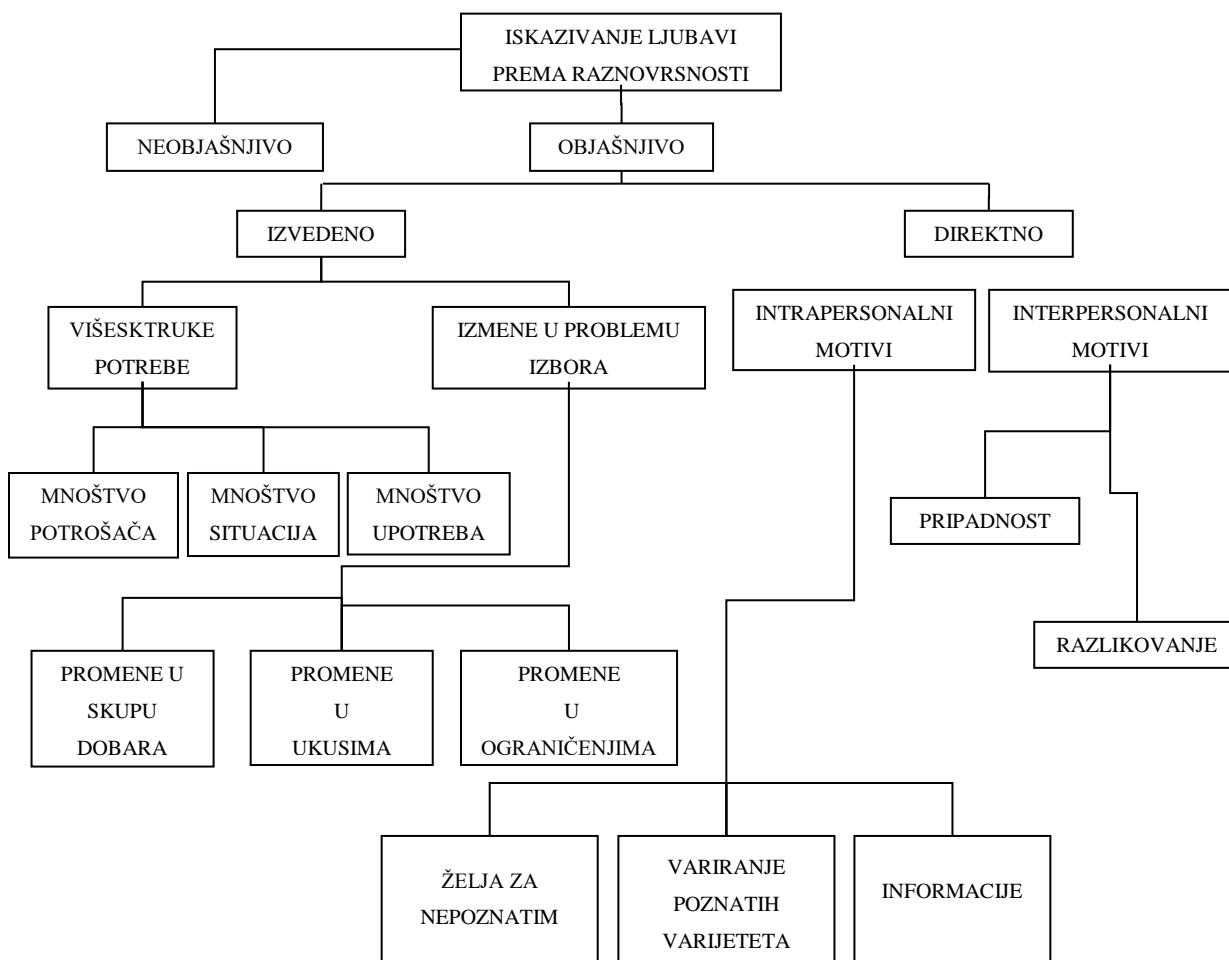 ISKAZIVANJE LJUBAVI
PREMA RAZNOVRSNOSTI
NEOBJAŠNJIVO
OBJAŠNJIVO
IZVEDENO
DIREKTNO
VIŠESKTRUKE
POTREBE
IZMENE U PROBLEMU
IZBORA
INTRAPERSONALNI
MOTIVI
INTERPERSONALNI
MOTIVI
MNOŠTVO
POTROŠAČA
MNOŠTVO
SITUACIJA
MNOŠTVO
UPOTREBA
PRIPADNOST
RAZLIKOVANJE
PROMENE U
SKUPU
DOBARA
PROMENE
U
UKUSIMA
PROMENE
U
OGRANIČENJIMA
ŽELJA ZA
NEPOZNATIM
VARIRANJE
POZNATIH
VARIJETETA
INFORMACIJE